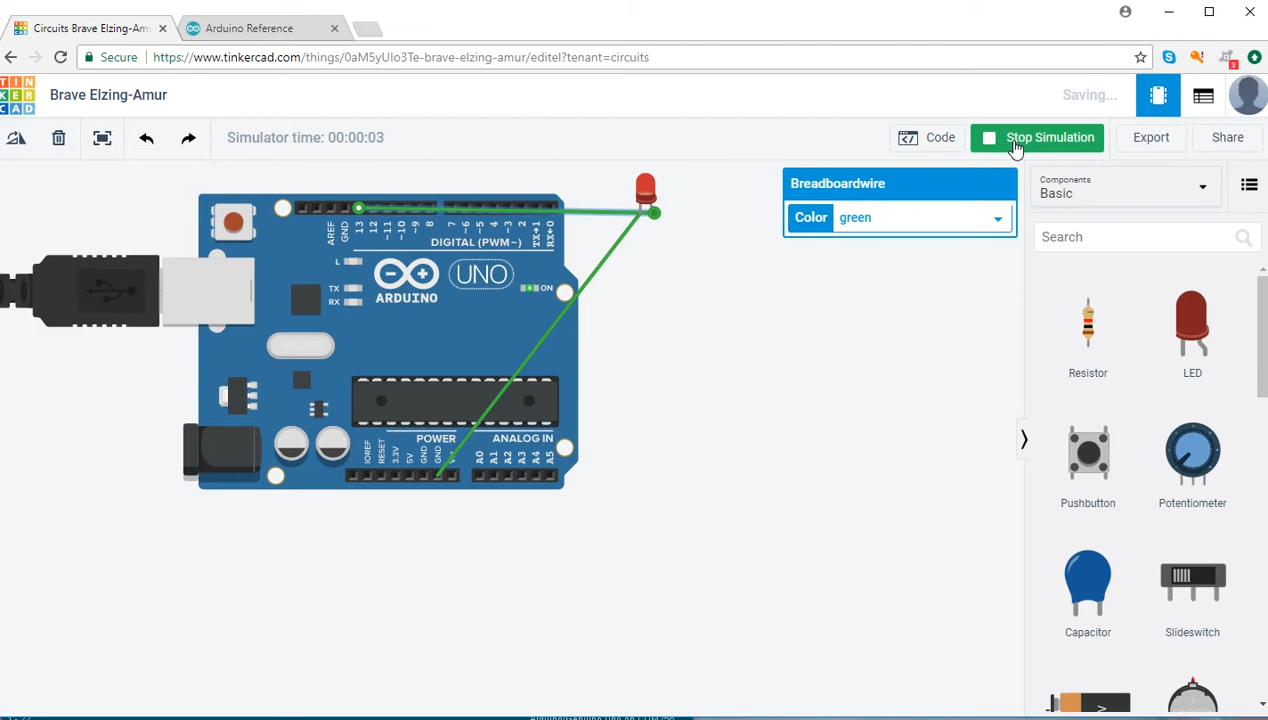 Circuits Brave Elzing-Amur
Arduino Reference
Secure
https://www.tinkercad.com/things/0aM5yUIo3Te-brave-elzing-amur/editel?tenant=circuits
3
TIN
KER
CAD
Brave Elzing-Amur
Saving...
Simulator time: 00:00:03
Code
Stop Simulation
Export
Share
Breadboardwire
Color
green
Components
Basic
Search
AREF
GND
13
12
~11
~10
~9
8
7
~6
~5
4
~3
2
TX→1
RX←0
DIGITAL (PWM~)
L
TX
RX
ARDUINO
UNO
ON
POWER
ANALOG IN
IOREF
RESET
3.3V
5V
GND
GND
A0
A1
A2
A3
A4
A5
Resistor
LED
Pushbutton
Potentiometer
Capacitor
Slideswitch